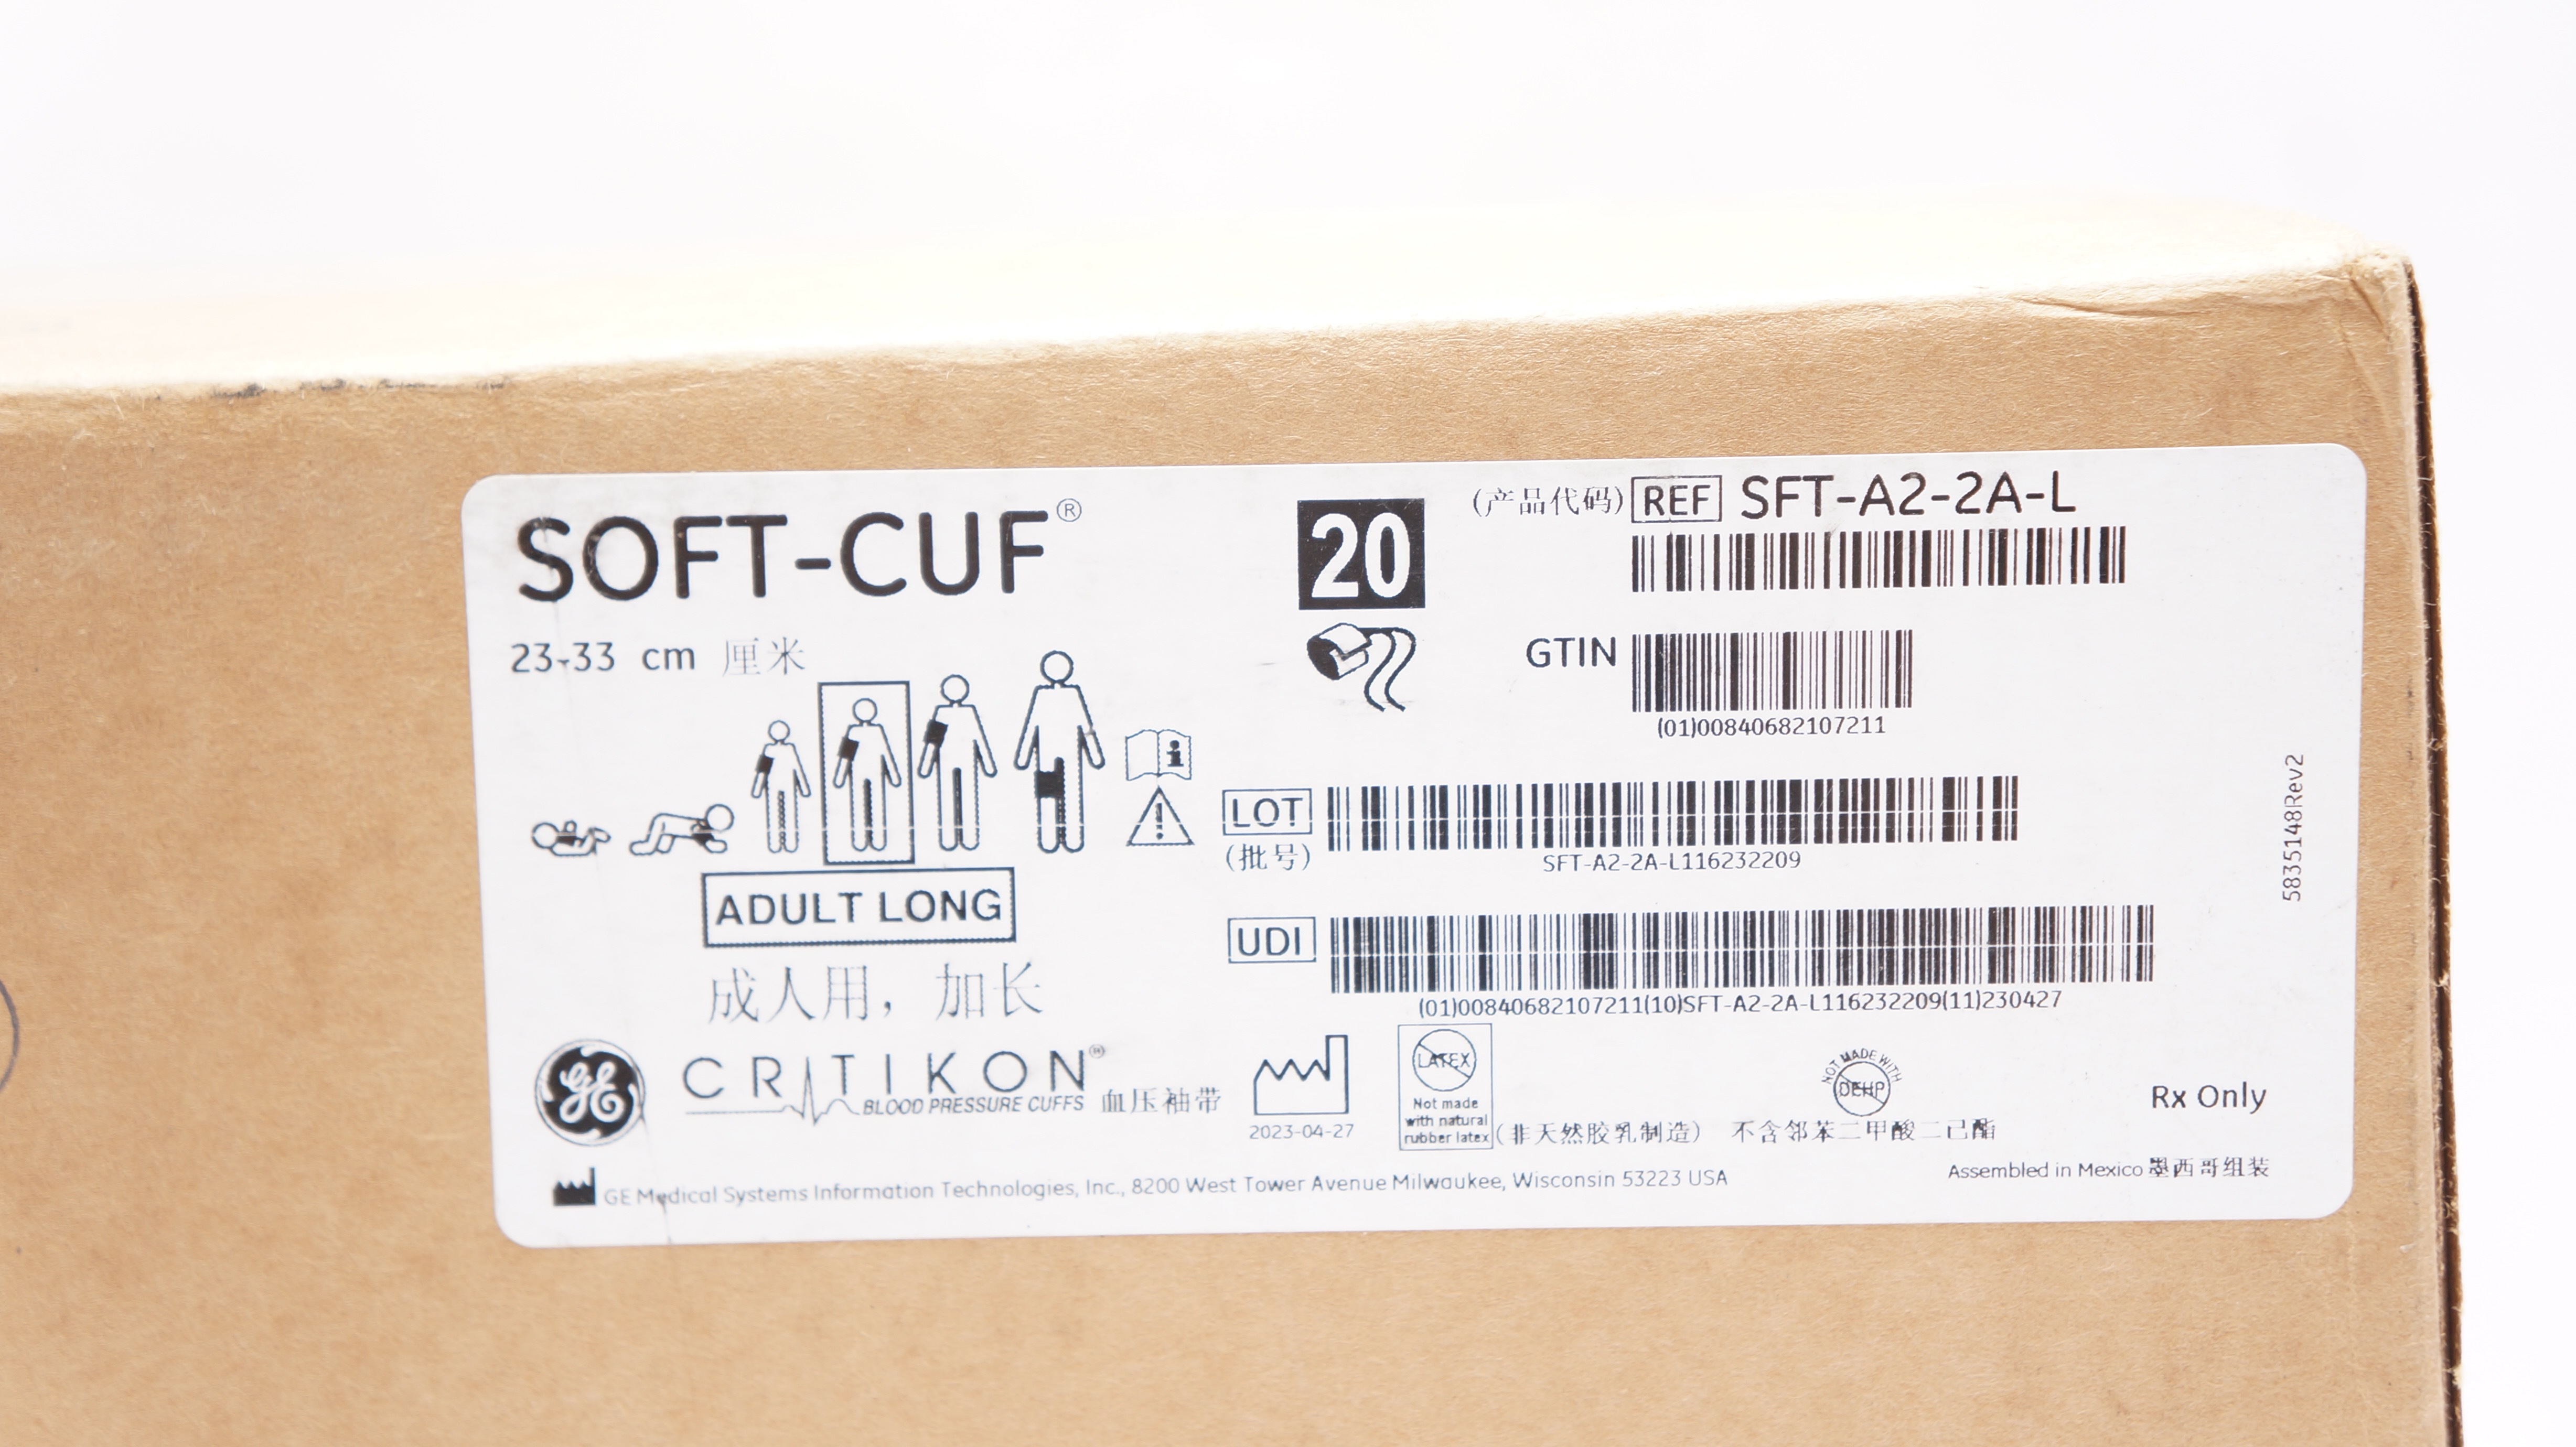 SOFT-CUF®
23-33 cm 厘米
ADULT LONG
成人用，加长
GE
CRITIKON®
BLOOD PRESSURE CUFFS 血压袖带
20
(产品代码) REF SFT-A2-2A-L
GTIN
(01)00840682107211
LOT
(批号)
SFT-A2-2A-L116232209
UDI
(01)00840682107211(10)SFT-A2-2A-L116232209(11)230427
2023-04-27
LATEX
Not made
with natural
rubber latex (非天然胶乳制造)
NOT MADE WITH
DEHP
不含邻苯二甲酸二己酯
Rx Only
GE Medical Systems Information Technologies, Inc., 8200 West Tower Avenue Milwaukee, Wisconsin 53223 USA
Assembled in Mexico 墨西哥组装
5835148Rev2